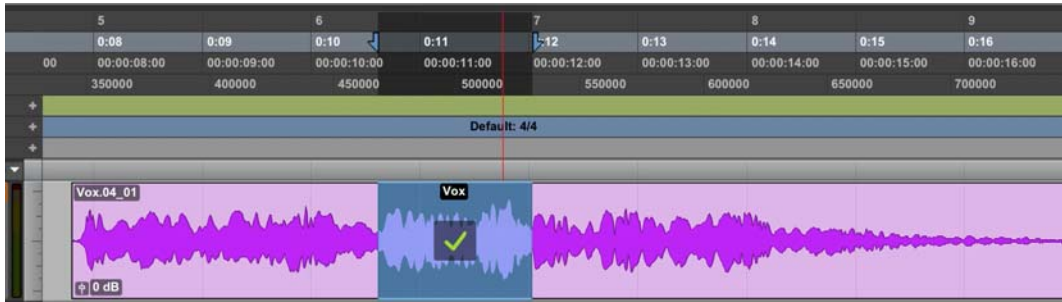 5 6 7 8 9
0:08 0:09 0:10 0:11 :12 0:13 0:14 0:15 0:16
00 00:00:08:00 00:00:09:00 00:00:10:00 00:00:11:00 00:00:12:00 00:00:13:00 00:00:14:00 00:00:15:00 00:00:16:00
350000 400000 450000 500000 550000 600000 650000 700000
Default: 4/4
Vox.04_01 Vox
0 dB